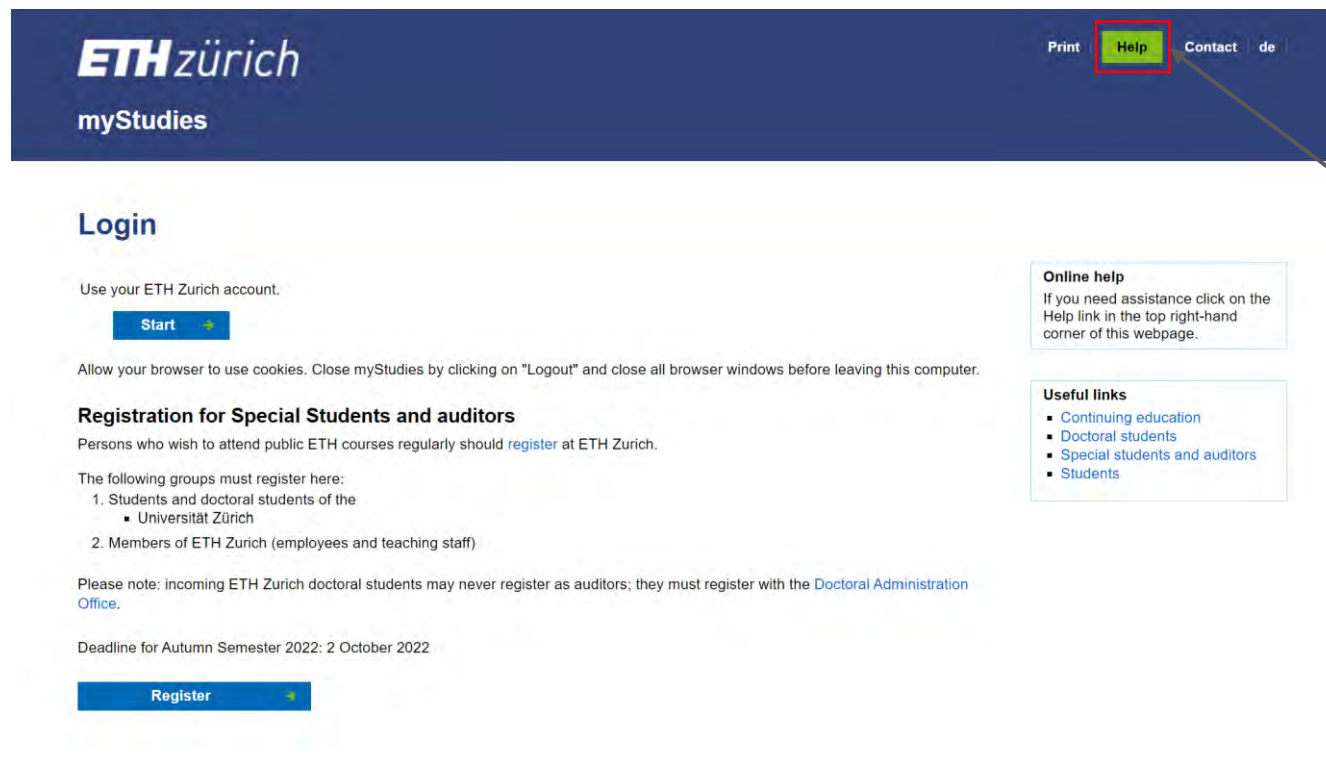 ETH zürich
Print Help Contact de
myStudies
Login
Use your ETH Zurich account.
Start
Allow your browser to use cookies. Close myStudies by clicking on "Logout" and close all browser windows before leaving this computer.
Registration for Special Students and auditors
Persons who wish to attend public ETH courses regularly should register at ETH Zurich.
The following groups must register here:
1. Students and doctoral students of the
▪ Universität Zürich
2. Members of ETH Zurich (employees and teaching staff)
Please note: incoming ETH Zurich doctoral students may never register as auditors; they must register with the Doctoral Administration
Office.
Deadline for Autumn Semester 2022: 2 October 2022
Register
Online help
If you need assistance click on the
Help link in the top right-hand
corner of this webpage.
Useful links
▪ Continuing education
▪ Doctoral students
▪ Special students and auditors
▪ Students